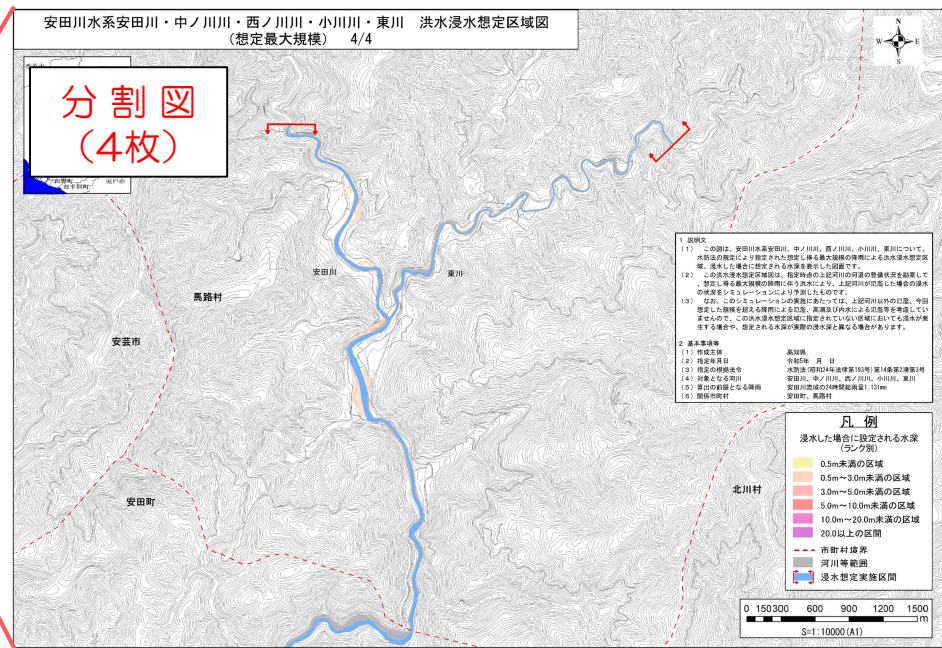 安田川水系安田川・中ノ川川・西ノ川川・小川川・東川 洪水浸水想定区域図
(想定最大規模) 4/4
分割図
(4枚)
N
W
E
S
安田川
東川
馬路村
安芸市
安田町
北川村
1 説明文
(1) この図は、安田川水系安田川、中ノ川川、西ノ川川、小川川、東川について、
水防法の規定により指定された想定し得る最大規模の降雨による洪水浸水想定区
域、浸水した場合に想定される水深を表示した図面です。
(2) この洪水浸水想定区域図は、指定時点の上記河川の河道の整備状況を勘案して
、想定し得る最大規模の降雨に伴う洪水により、上記河川が氾濫した場合の浸水
の状況をシミュレーションにより予測したものです。
(3) なお、このシミュレーションの実施にあたっては、上記河川以外の氾濫、今回
想定した規模を超える降雨による氾濫、高潮及び内水による氾濫等を考慮してい
ませんので、この洪水浸水想定区域に指定されていない区域においても浸水が発
生する場合や、想定される水深が実際の浸水深と異なる場合があります。
2 基本事項等
(1) 作成主体 高知県
(2) 指定年月日 令和5年 月 日
(3) 指定の根拠法令 水防法(昭和24年法律第193号)第14条第2項第3号
(4) 対象となる河川 安田川、中ノ川川、西ノ川川、小川川、東川
(5) 算出の前提となる降雨 安田川流域の24時間総雨量1,131mm
(6) 関係市町村 安田町、馬路村
凡 例
浸水した場合に設定される水深
(ランク別)
0.5m未満の区域
0.5m～3.0m未満の区域
3.0m～5.0m未満の区域
5.0m～10.0m未満の区域
10.0m～20.0m未満の区域
20.0以上の区間
市町村境界
河川等範囲
浸水想定実施区間
0 150300 600 900 1200 1500
m
S=1:10000(A1)